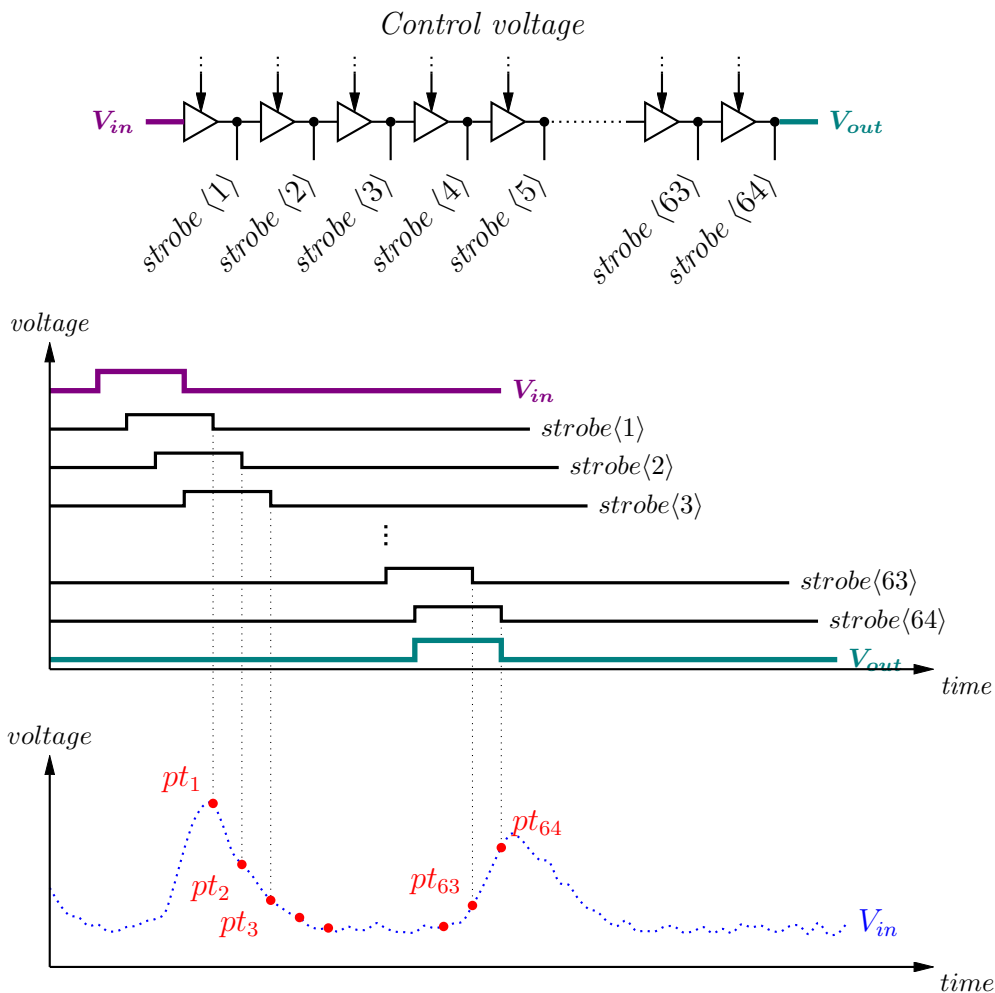 Control voltage
V_in
V_out
strobe ⟨1⟩
strobe ⟨2⟩
strobe ⟨3⟩
strobe ⟨4⟩
strobe ⟨5⟩
strobe ⟨63⟩
strobe ⟨64⟩
voltage
V_in
strobe⟨1⟩
strobe⟨2⟩
strobe⟨3⟩
strobe⟨63⟩
strobe⟨64⟩
V_out
time
voltage
pt_1
pt_64
pt_2
pt_63
pt_3
V_in
time